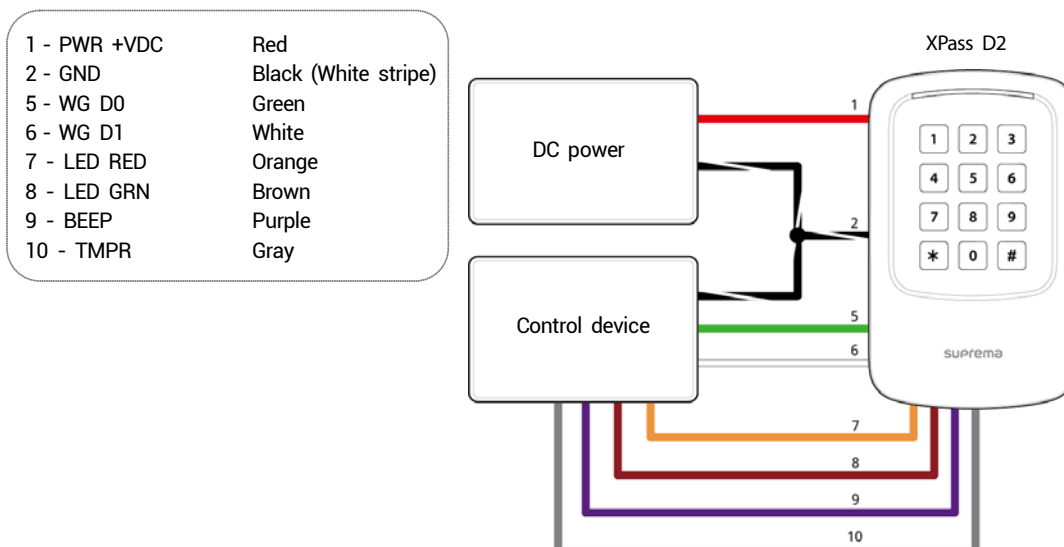 1 - PWR +VDC Red
2 - GND Black (White stripe)
5 - WG D0 Green
6 - WG D1 White
7 - LED RED Orange
8 - LED GRN Brown
9 - BEEP Purple
10 - TMPR Gray
XPass D2
DC power
Control device
1
2
5
6
7
8
9
10
1 2 3
4 5 6
7 8 9
* 0 #
suprema